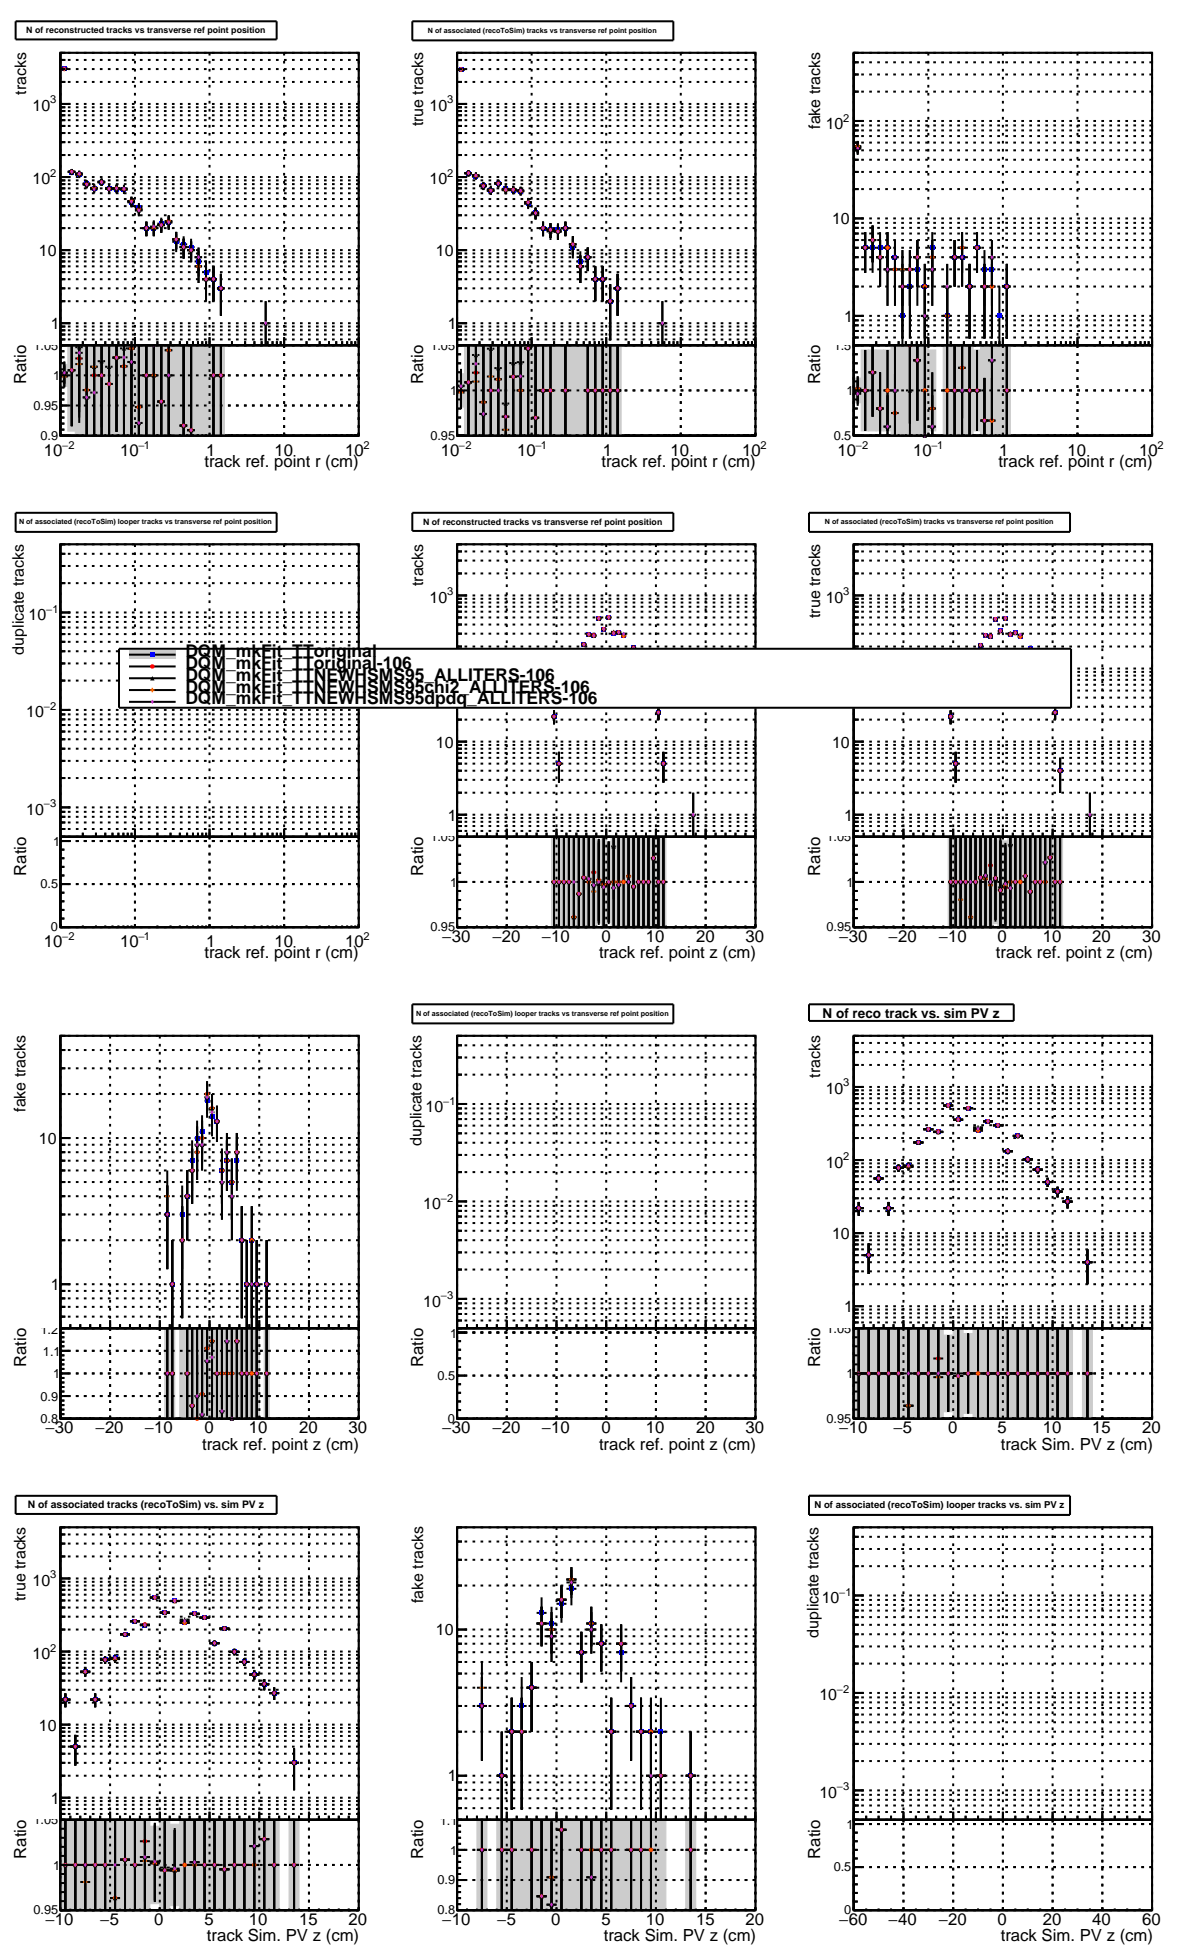 N of reconstructed tracks vs transverse ref point position
tracks
10³
10²
10
1
Ratio
1.05
1
0.95
0.9
10⁻² 10⁻¹ 1 10 10²
track ref. point r (cm)
N of associated (recoToSim) tracks vs transverse ref point position
true tracks
10³
10²
10
1
Ratio
1.05
1
0.95
10⁻² 10⁻¹ 1 10 10²
track ref. point r (cm)
fake tracks
10²
10
1
Ratio
1.5
1
0.5
10⁻² 10⁻¹ 1 10 10²
track ref. point r (cm)
N of associated (recoToSim) looper tracks vs transverse ref point position
duplicate tracks
10⁻¹
10⁻²
10⁻³
Ratio
1
0.5
0
10⁻² 10⁻¹ 1 10 10²
track ref. point r (cm)
N of reconstructed tracks vs transverse ref point position
tracks
10³
10
1
Ratio
1.05
1
0.95
−30 −20 −10 0 10 20 30
track ref. point z (cm)
N of associated (recoToSim) tracks vs transverse ref point position
true tracks
10³
10
1
Ratio
1.05
1
0.95
−30 −20 −10 0 10 20 30
track ref. point z (cm)
DQM_mkFit_TToriginal
DQM_mkFit_TToriginal-106
DQM_mkFit_TTNEWHSMS95_ALLITERS-106
DQM_mkFit_TTNEWHSMS95chi2_ALLITERS-106
DQM_mkFit_TTNEWHSMS95dpdq_ALLITERS-106
fake tracks
10
1
Ratio
1.2
1.1
1
0.9
0.8
−30 −20 −10 0 10 20 30
track ref. point z (cm)
N of associated (recoToSim) looper tracks vs transverse ref point position
duplicate tracks
10⁻¹
10⁻²
10⁻³
Ratio
1
0.5
0
−30 −20 −10 0 10 20 30
track ref. point z (cm)
N of reco track vs. sim PV z
tracks
10³
10²
10
1
Ratio
1.05
1
0.95
−10 −5 0 5 10 15 20
track Sim. PV z (cm)
N of associated tracks (recoToSim) vs. sim PV z
true tracks
10³
10²
10
1
Ratio
1.05
1
0.95
−10 −5 0 5 10 15 20
track Sim. PV z (cm)
fake tracks
10
1
Ratio
1.1
1
0.9
0.8
−10 −5 0 5 10 15 20
track Sim. PV z (cm)
N of associated (recoToSim) looper tracks vs. sim PV z
duplicate tracks
10⁻¹
10⁻²
10⁻³
Ratio
1
0.5
0
−60 −40 −20 0 20 40 60
track Sim. PV z (cm)